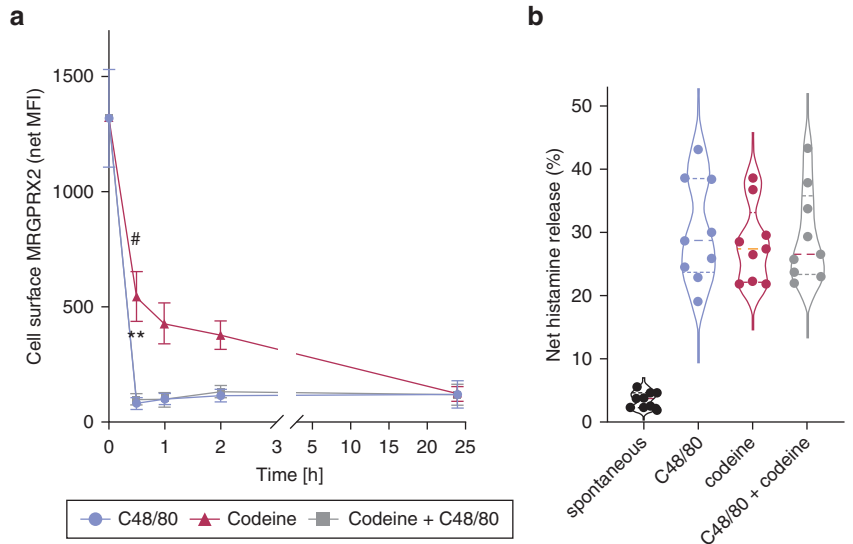 a
Cell surface MRGPRX2 (net MFI)
1500
1000
500
0
#
**
0 1 2 3 5 10 15 20 25
Time [h]
C48/80 Codeine Codeine + C48/80
b
Net histamine release (%)
50
40
30
20
10
0
spontaneous
C48/80
codeine
C48/80 + codeine